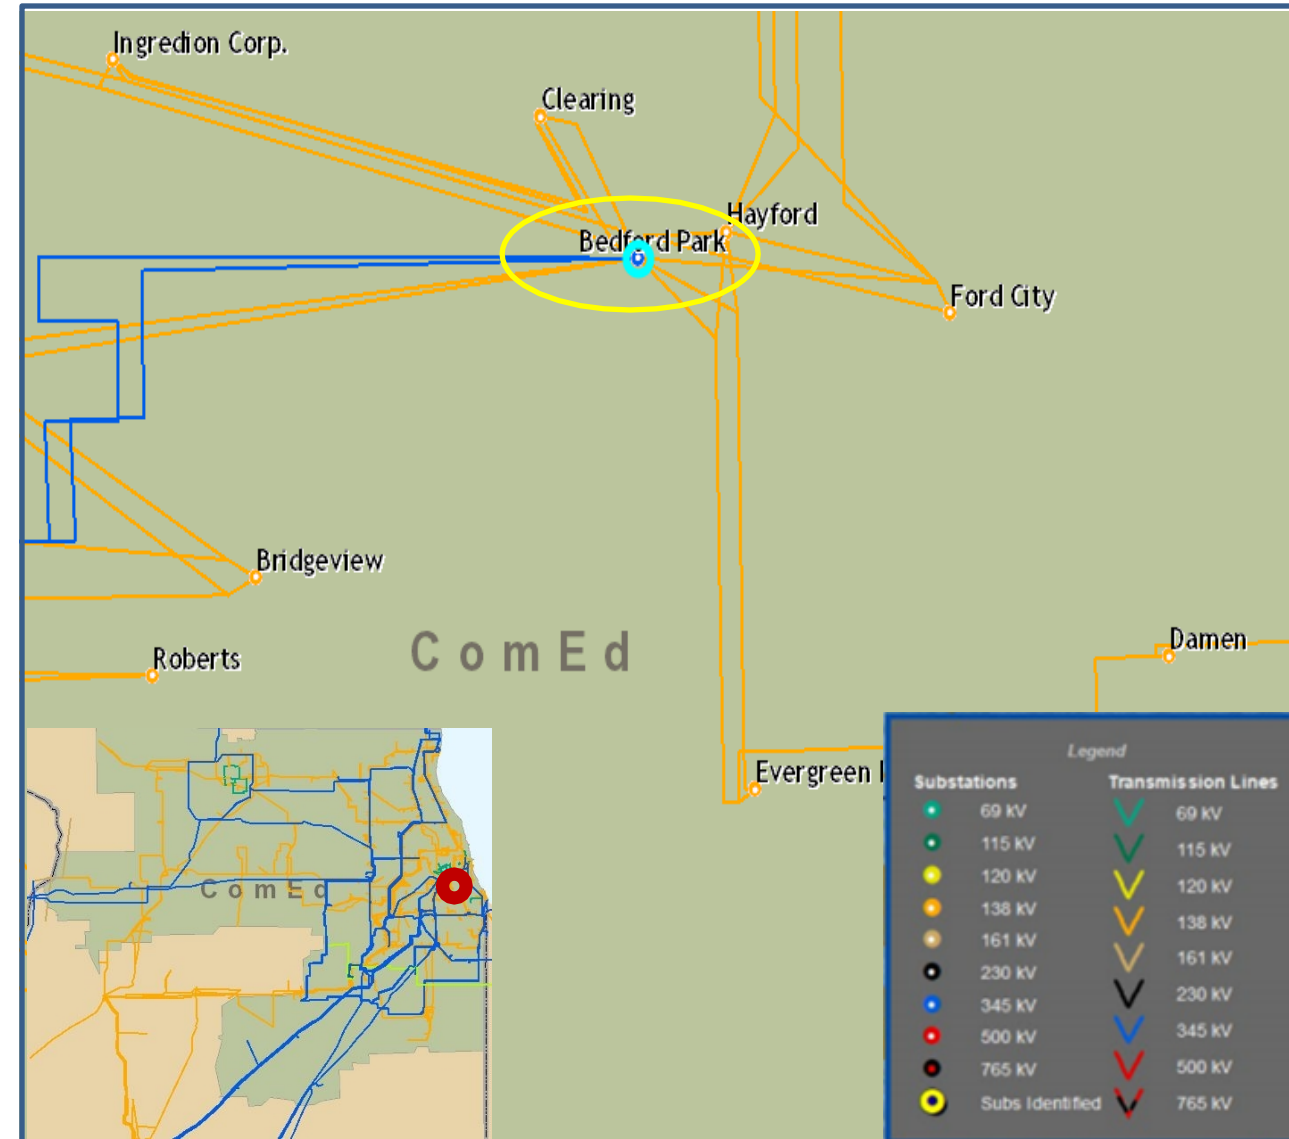 Ingredion Corp.
Clearing
Hayford
Bedford Park
Ford City
Bridgeview
ComEd
Roberts
Damen
Evergreen
ComEd
Legend
Substations Transmission Lines
69 kV 69 kV
115 kV 115 kV
120 kV 120 kV
138 kV 138 kV
161 kV 161 kV
230 kV 230 kV
345 kV 345 kV
500 kV 500 kV
765 kV 765 kV
Subs Identified